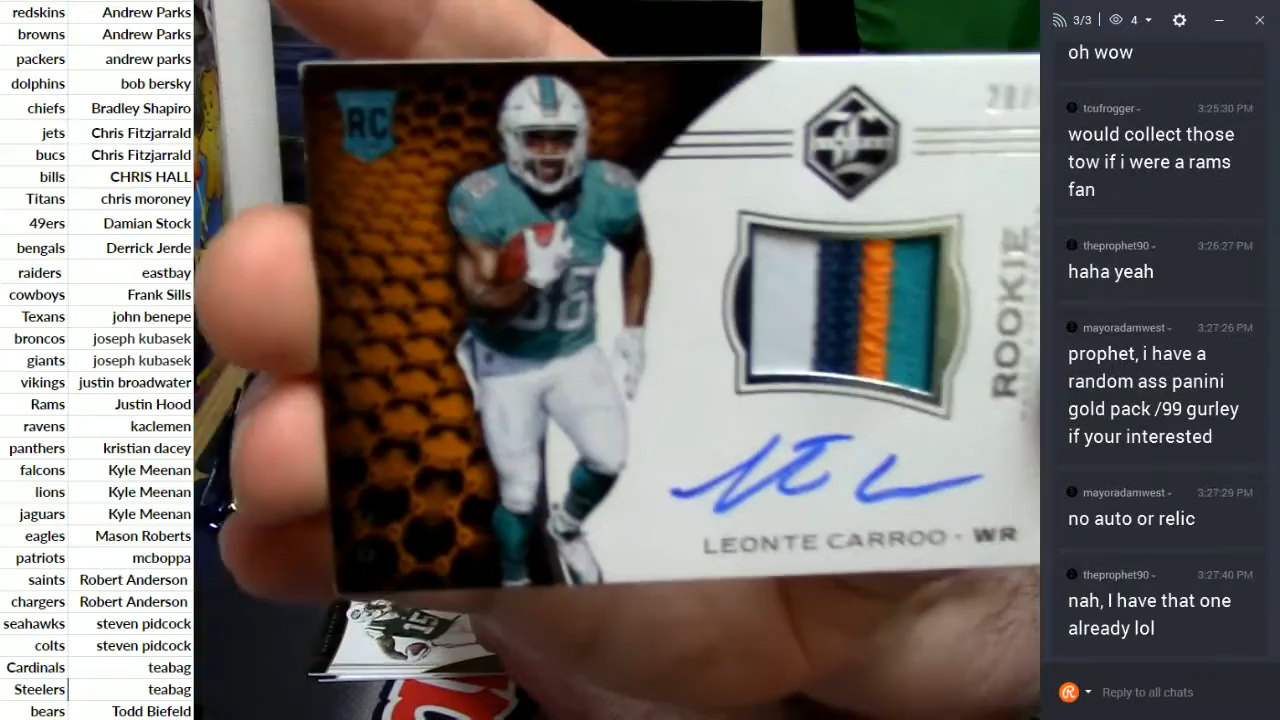 redskins Andrew Parks
browns Andrew Parks
packers andrew parks
dolphins bob bersky
chiefs Bradley Shapiro
jets Chris Fitzjarrald
bucs Chris Fitzjarrald
bills CHRIS HALL
Titans chris moroney
49ers Damian Stock
bengals Derrick Jerde
raiders eastbay
cowboys Frank Sills
Texans john benepe
broncos joseph kubasek
giants joseph kubasek
vikings justin broadwater
Rams Justin Hood
ravens kaclemen
panthers kristian dacey
falcons Kyle Meenan
lions Kyle Meenan
jaguars Kyle Meenan
eagles Mason Roberts
patriots mcboppa
saints Robert Anderson
chargers Robert Anderson
seahawks steven pidcock
colts steven pidcock
Cardinals teabag
Steelers teabag
bears Todd Biefeld
RC
ROOKIE
LEONTE CARROO · WR
15
3/3 4
oh wow
tcufrogger 3:25:30 PM
would collect those
tow if i were a rams
fan
theprophet90 3:26:27 PM
haha yeah
mayoradamwest 3:27:26 PM
prophet, i have a
random ass panini
gold pack /99 gurley
if your interested
mayoradamwest 3:27:29 PM
no auto or relic
theprophet90 3:27:40 PM
nah, I have that one
already lol
Reply to all chats